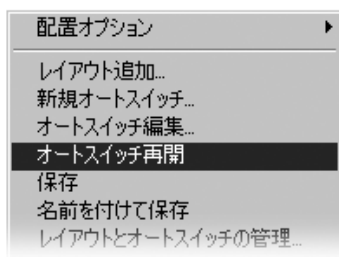 配置オプション
レイアウト追加...
新規オートスイッチ...
オートスイッチ編集...
オートスイッチ再開
保存
名前を付けて保存
レイアウトとオートスイッチの管理...